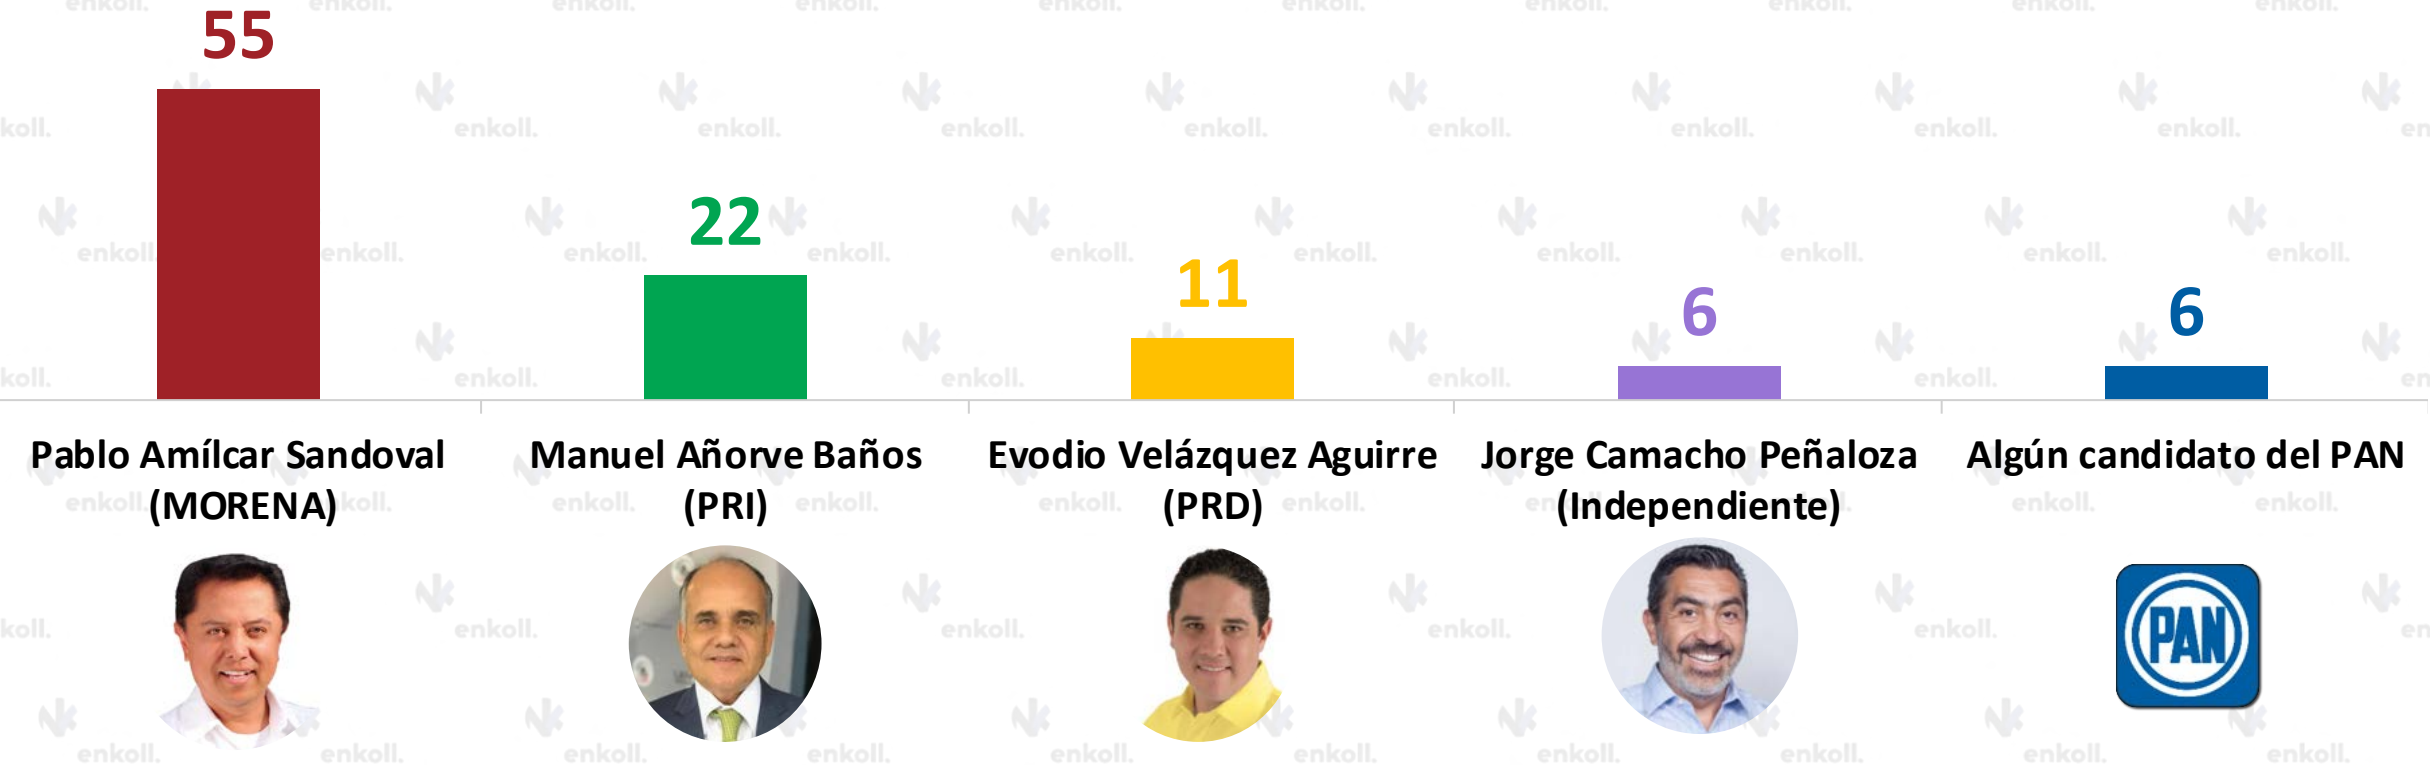 55
22
11
6
6
Pablo Amílcar Sandoval
(MORENA)
Manuel Añorve Baños
(PRI)
Evodio Velázquez Aguirre
(PRD)
Jorge Camacho Peñaloza
(Independiente)
Algún candidato del PAN
PAN
enkoll.